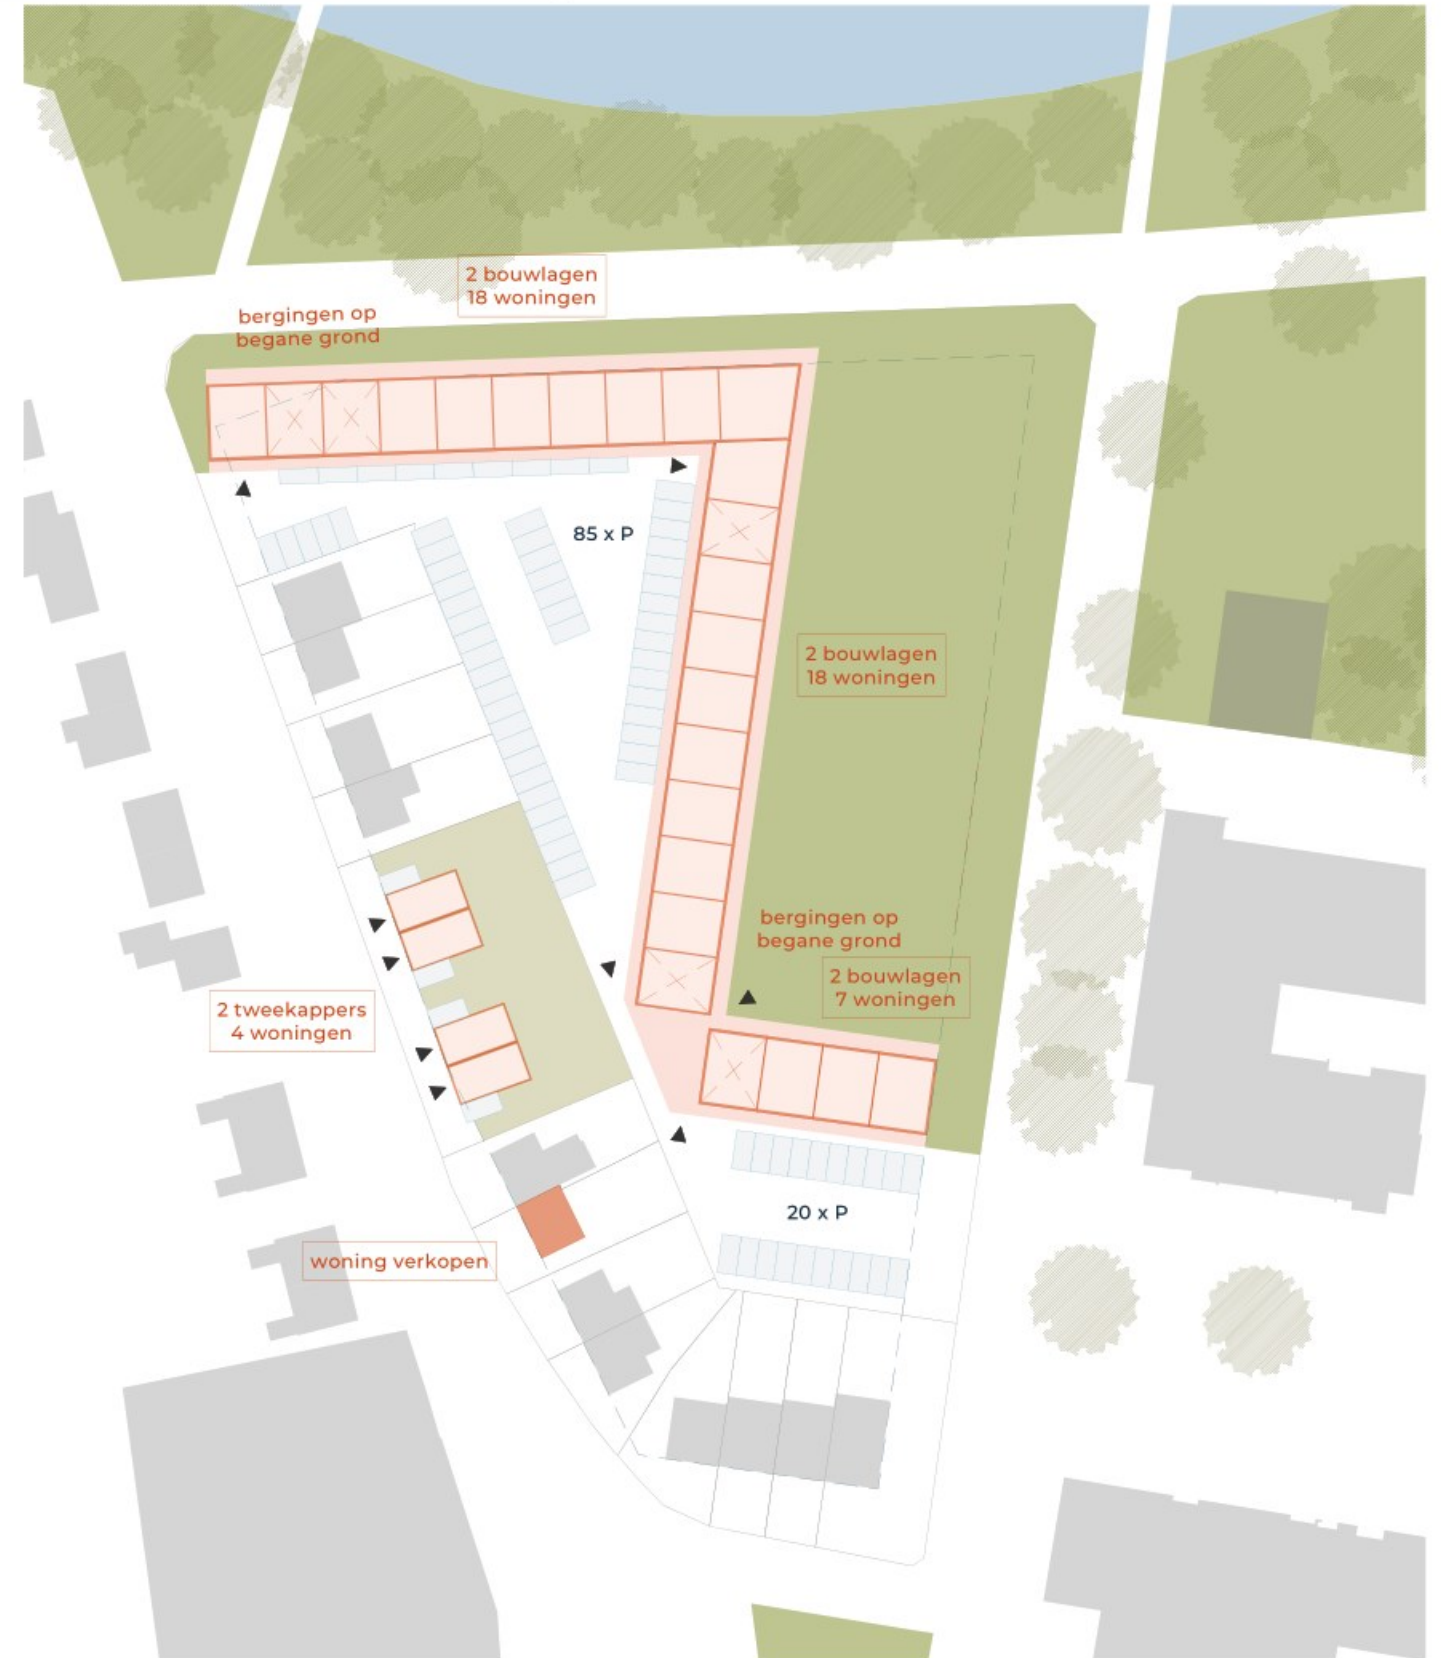 2 bouwlagen
18 woningen
bergingen op
begane grond
85 x P
2 bouwlagen
18 woningen
bergingen op
begane grond
2 bouwlagen
7 woningen
2 tweekappers
4 woningen
20 x P
woning verkopen